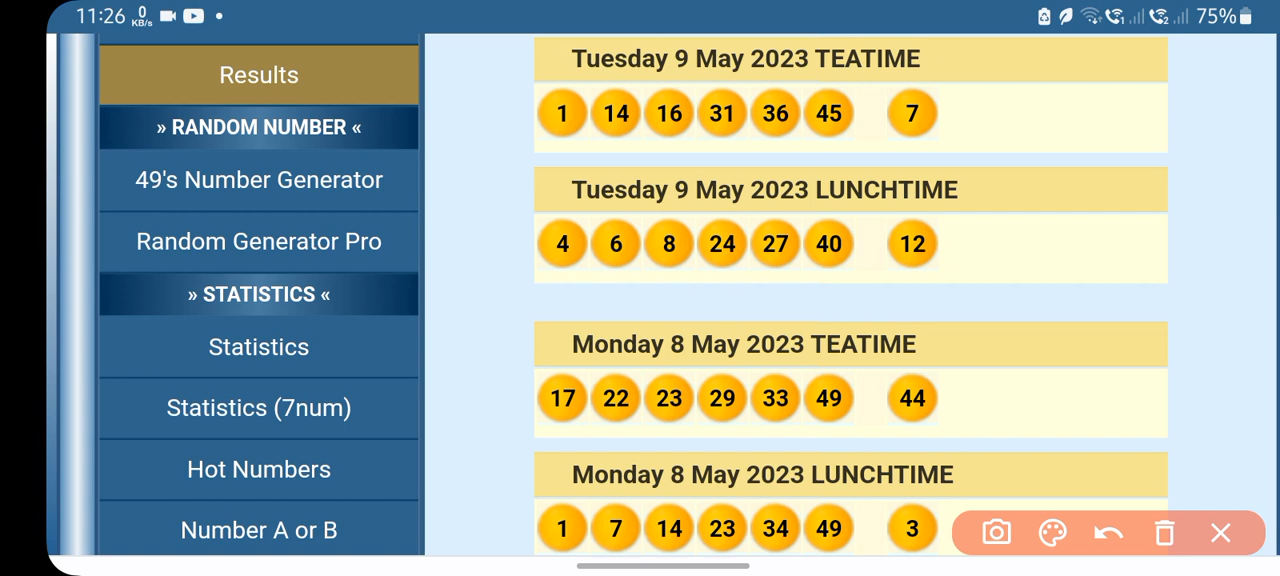 11:26 0 KB/s 1 2 75%
Results
» RANDOM NUMBER «
49's Number Generator
Random Generator Pro
» STATISTICS «
Statistics
Statistics (7num)
Hot Numbers
Number A or B
Tuesday 9 May 2023 TEATIME
1 14 16 31 36 45 7
Tuesday 9 May 2023 LUNCHTIME
4 6 8 24 27 40 12
Monday 8 May 2023 TEATIME
17 22 23 29 33 49 44
Monday 8 May 2023 LUNCHTIME
1 7 14 23 34 49 3